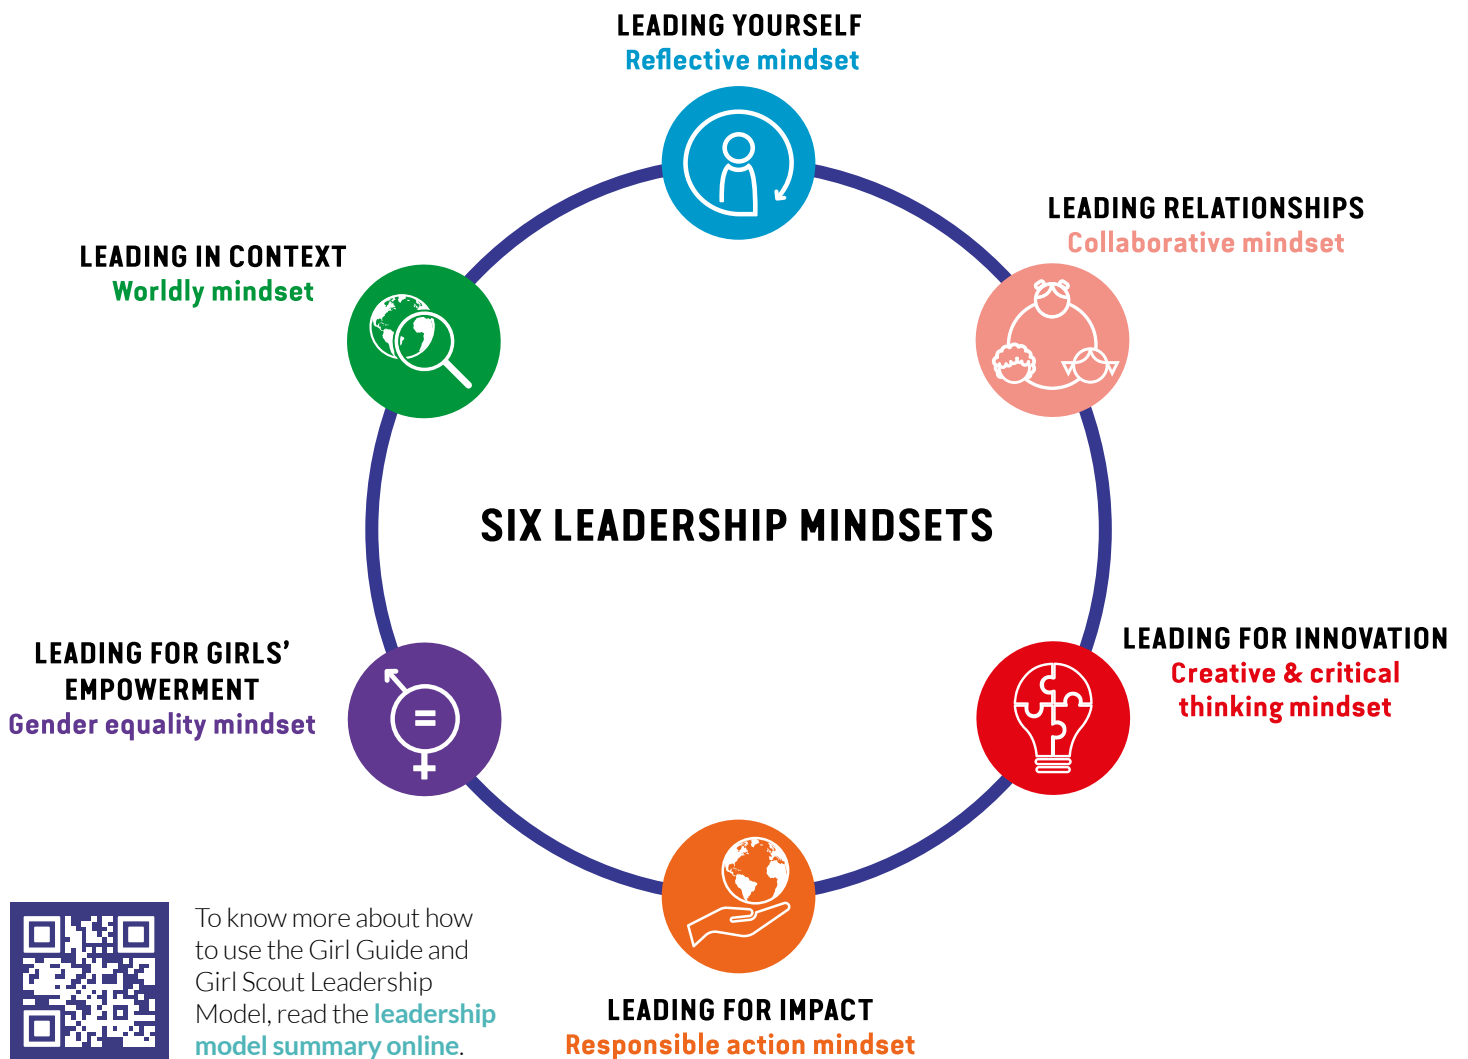 LEADING YOURSELF
Reflective mindset
LEADING RELATIONSHIPS
Collaborative mindset
LEADING IN CONTEXT
Worldly mindset
SIX LEADERSHIP MINDSETS
LEADING FOR INNOVATION
Creative & critical
thinking mindset
LEADING FOR GIRLS’
EMPOWERMENT
Gender equality mindset
To know more about how
to use the Girl Guide and
Girl Scout Leadership
Model, read the leadership
model summary online.
LEADING FOR IMPACT
Responsible action mindset